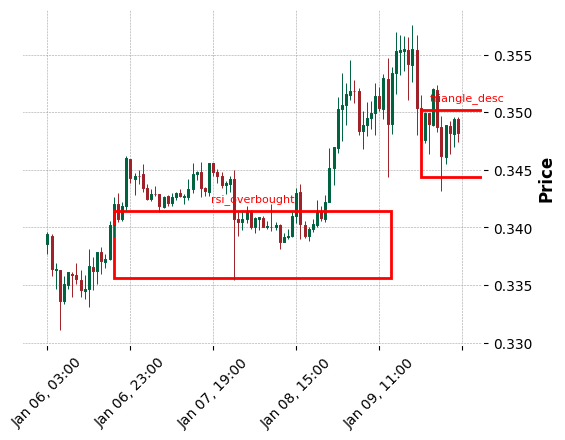 0.355
triangle_desc
0.350
0.345
rsi_overbought
0.340
0.335
0.330
Price
Jan 06, 03:00
Jan 06, 23:00
Jan 07, 19:00
Jan 08, 15:00
Jan 09, 11:00